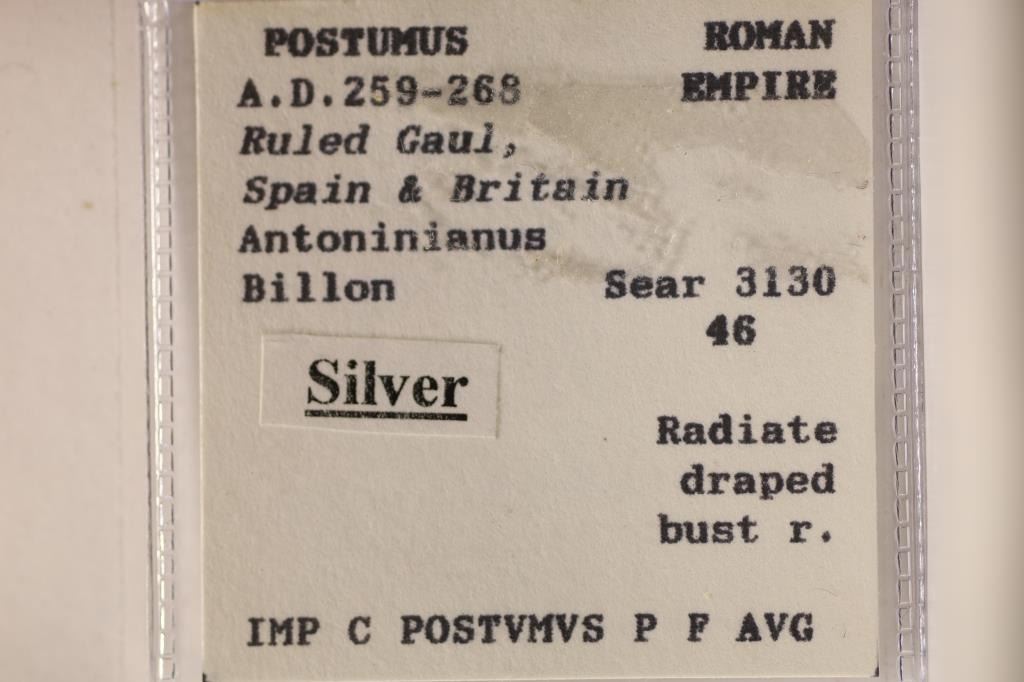 POSTUMUS ROMAN
A.D.259-268 EMPIRE
Ruled Gaul,
Spain & Britain
Antoninianus
Billon Sear 3130
46
Silver
Radiate
draped
bust r.
IMP C POSTVMVS P F AVG